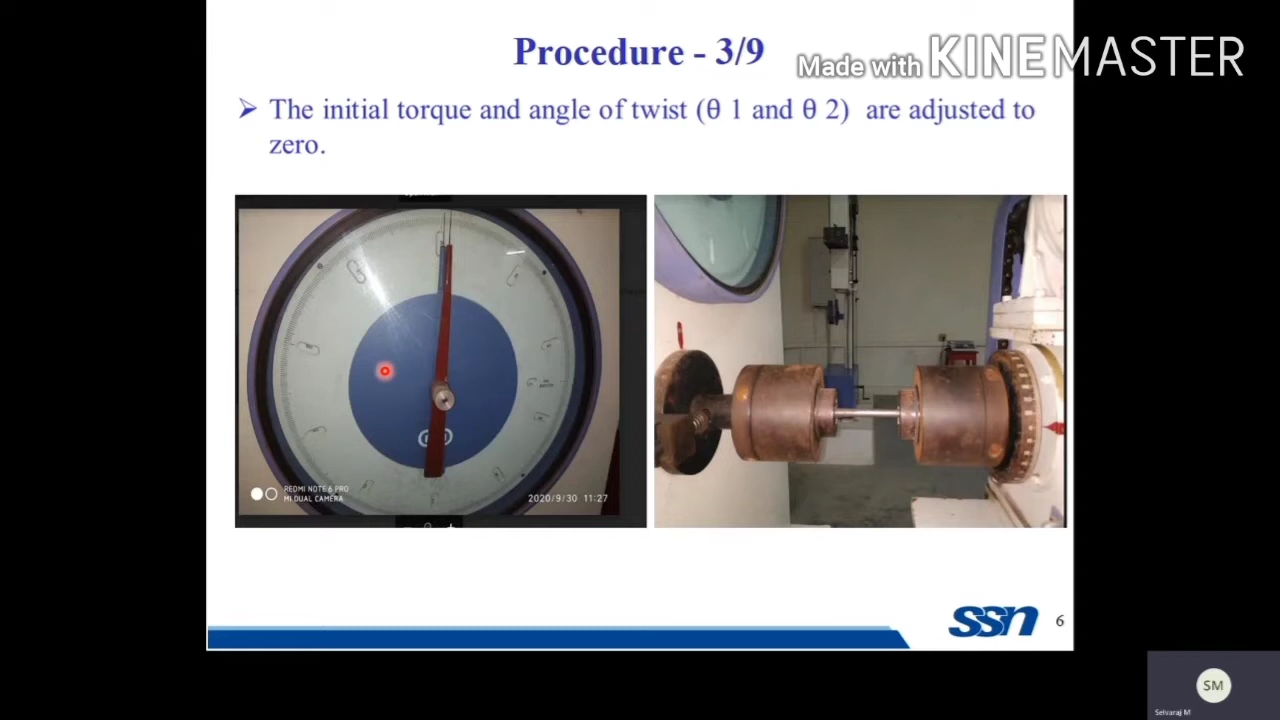 Procedure - 3/9
Made with KINEMASTER
➢ The initial torque and angle of twist (θ 1 and θ 2)  are adjusted to
zero.
REDMI NOTE 6 PRO
MI DUAL CAMERA
2020/9/30 11:27
ssn
6
SM
Selvaraj M